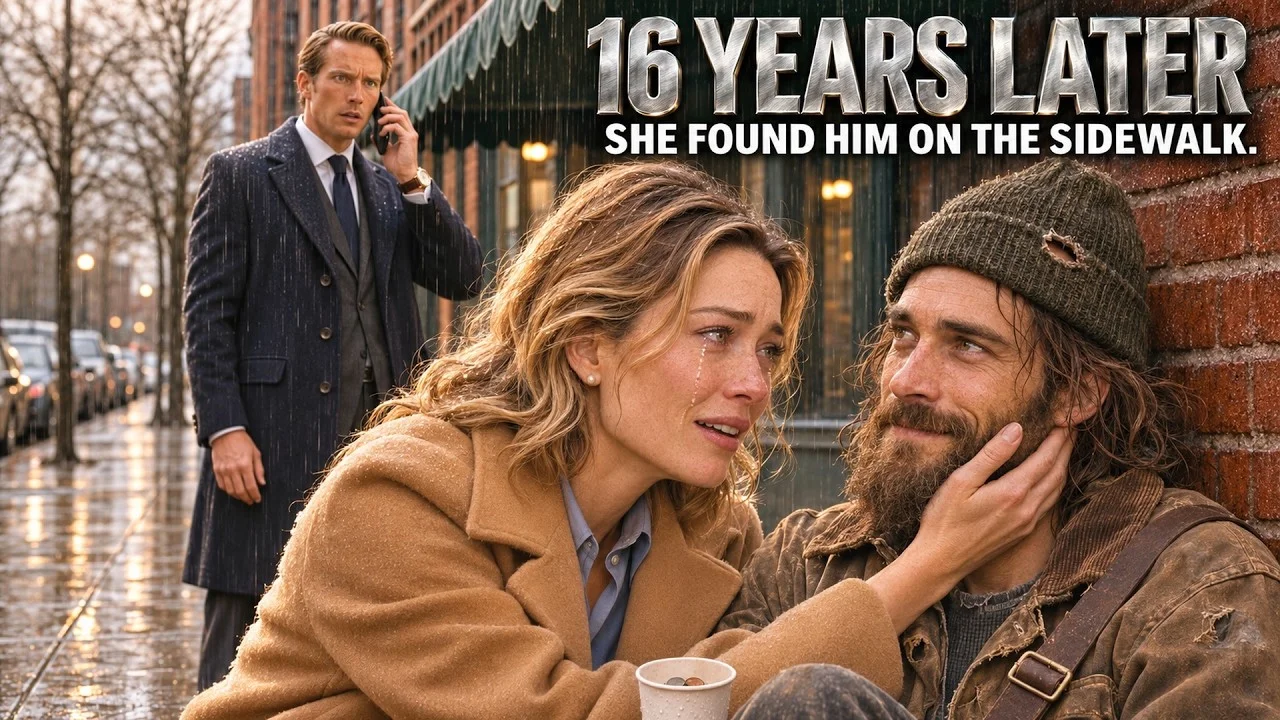 16 YEARS LATER
SHE FOUND HIM ON THE SIDEWALK.